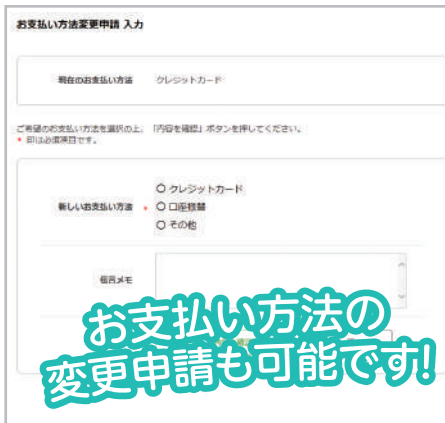 お支払い方法変更申請 入力
現在のお支払い方法 クレジットカード
ご希望のお支払い方法を選択の上、「内容を確認」ボタンを押してください。
* 印は必須項目です。
新しいお支払い方法 *
クレジットカード
口座振替
その他
伝言メモ
お支払い方法の
変更申請も可能です!